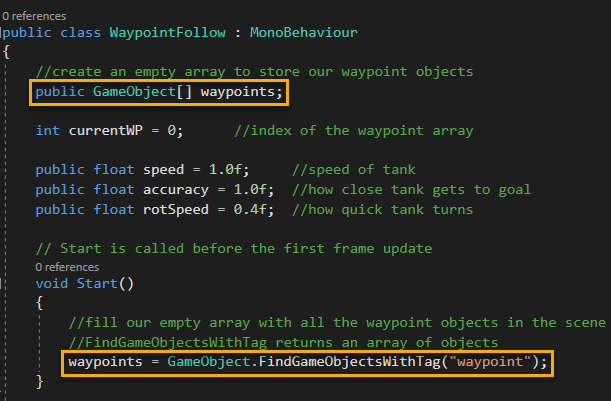 0 references
public class WaypointFollow : MonoBehaviour
{
//create an empty array to store our waypoint objects
public GameObject[] waypoints;
int currentWP = 0; //index of the waypoint array
public float speed = 1.0f; //speed of tank
public float accuracy = 1.0f; //how close tank gets to goal
public float rotSpeed = 0.4f; //how quick tank turns
// Start is called before the first frame update
0 references
void Start()
{
//fill our empty array with all the waypoint objects in the scene
//FindGameObjectsWithTag returns an array of objects
waypoints = GameObject.FindGameObjectsWithTag("waypoint");
}